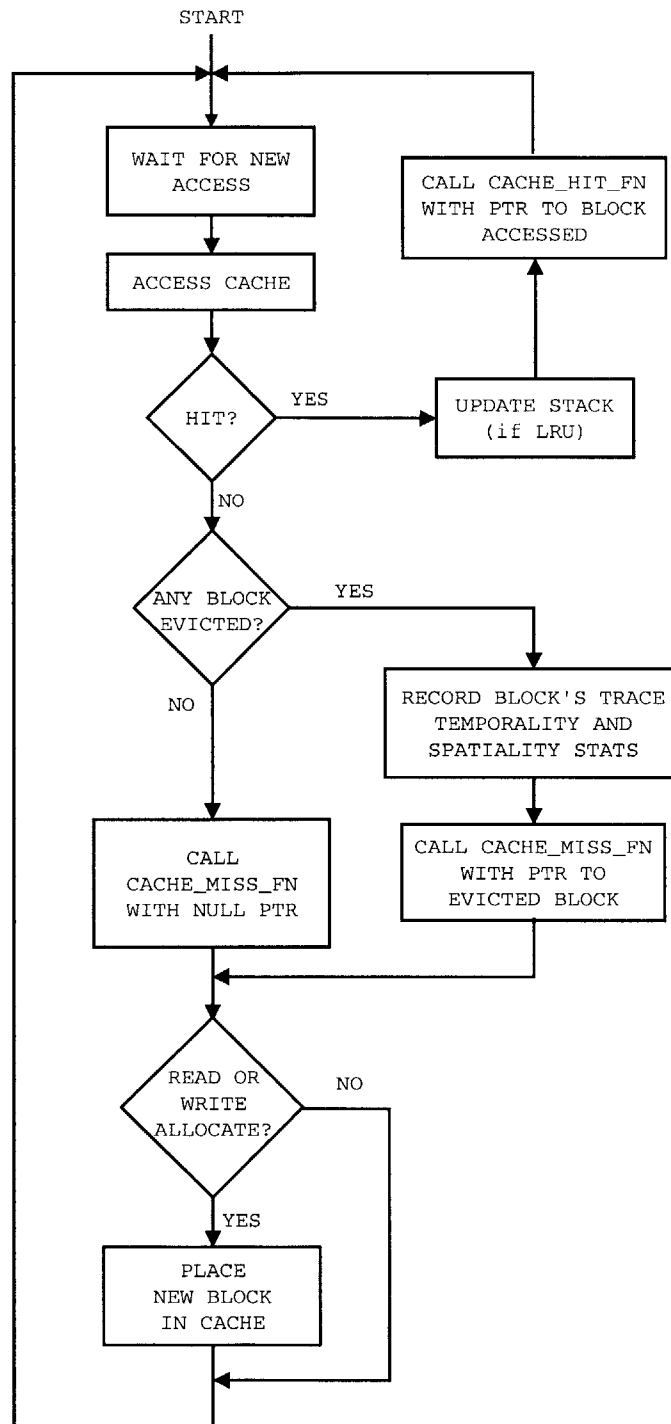 START
WAIT FOR NEW
ACCESS
CALL CACHE_HIT_FN
WITH PTR TO BLOCK
ACCESSED
ACCESS CACHE
HIT?
YES
UPDATE STACK
(if LRU)
NO
ANY BLOCK
EVICTED?
YES
NO
RECORD BLOCK'S TRACE
TEMPORALITY AND
SPATIALITY STATS
CALL
CACHE_MISS_FN
WITH NULL PTR
CALL CACHE_MISS_FN
WITH PTR TO
EVICTED BLOCK
READ OR
WRITE
ALLOCATE?
NO
YES
PLACE
NEW BLOCK
IN CACHE